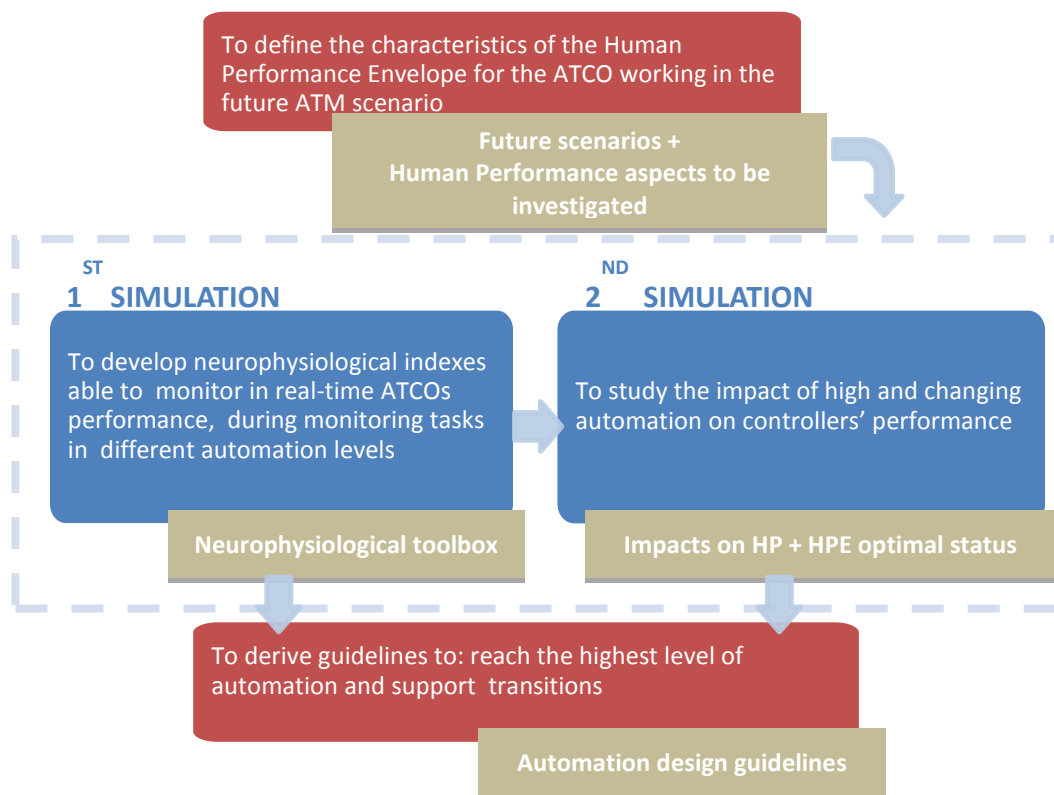 To define the characteristics of the Human
Performance Envelope for the ATCO working in the
future ATM scenario
Future scenarios +
Human Performance aspects to be
investigated
1ST SIMULATION
To develop neurophysiological indexes
able to monitor in real-time ATCOs
performance, during monitoring tasks
in different automation levels
Neurophysiological toolbox
2ND SIMULATION
To study the impact of high and changing
automation on controllers’ performance
Impacts on HP + HPE optimal status
To derive guidelines to: reach the highest level of
automation and support transitions
Automation design guidelines